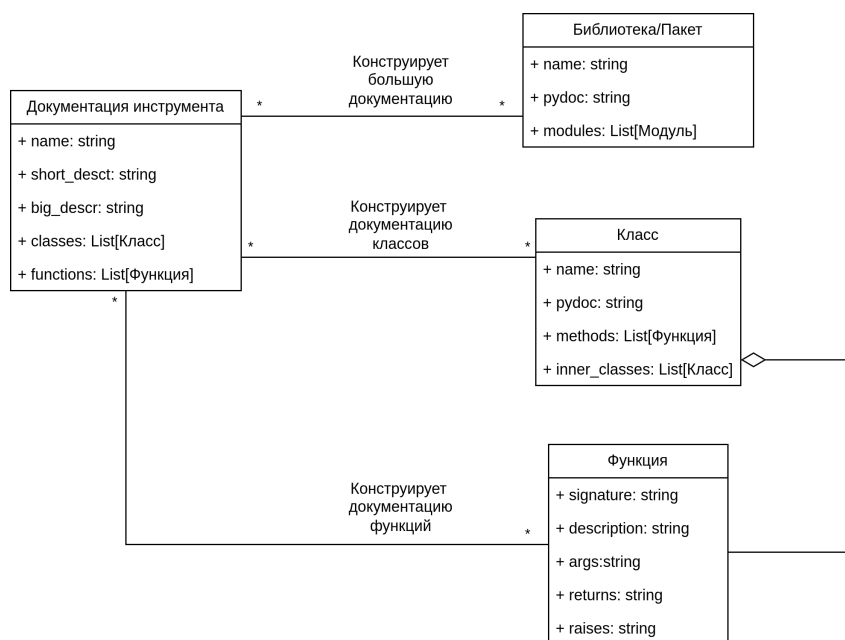 Библиотека/Пакет
+ name: string
+ pydoc: string
+ modules: List[Модуль]
Конструирует
большую
документацию
*
*
Документация инструмента
+ name: string
+ short_desct: string
+ big_descr: string
+ classes: List[Класс]
+ functions: List[Функция]
Конструирует
документацию
классов
*
*
Класс
+ name: string
+ pydoc: string
+ methods: List[Функция]
+ inner_classes: List[Класс]
*
Конструирует
документацию
функций
*
Функция
+ signature: string
+ description: string
+ args:string
+ returns: string
+ raises: string